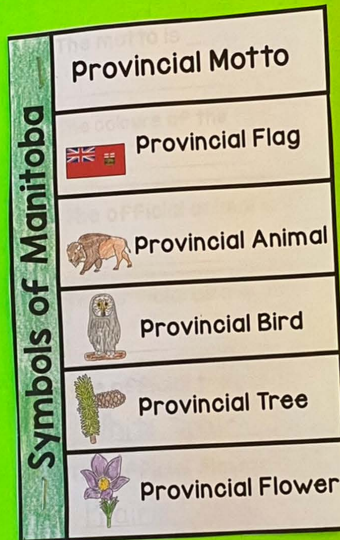 Symbols of Manitoba
Provincial Motto
Provincial Flag
Provincial Animal
Provincial Bird
Provincial Tree
Provincial Flower